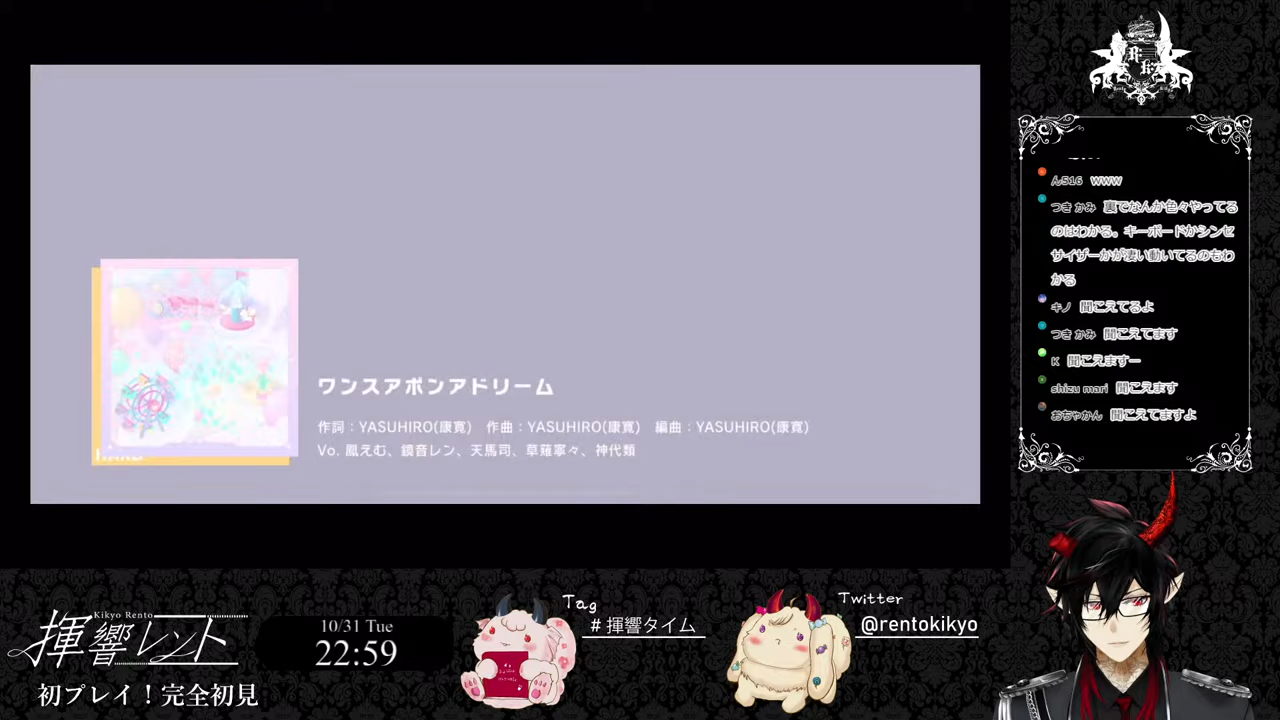 ワンスアポンアドリーム
作詞：YASUHIRO(康寛) 作曲：YASUHIRO(康寛) 編曲：YASUHIRO(康寛)
Vo. 鳳えむ、鏡音レン、天馬司、草薙寧々、神代類
ん516 www
つき かみ 裏でなんか色々やってる
のはわかる。キーボードかシンセ
サイザーかが凄い動いてるのもわ
かる
キノ 聞こえてるよ
つき かみ 聞こえてます
K 聞こえますー
shizu mari 聞こえます
おちゃかん 聞こえてますよ
Kikyo Rento
揮響レント
初プレイ！完全初見
10/31 Tue
22:59
Tag
#揮響タイム
Twitter
@rentokikyo